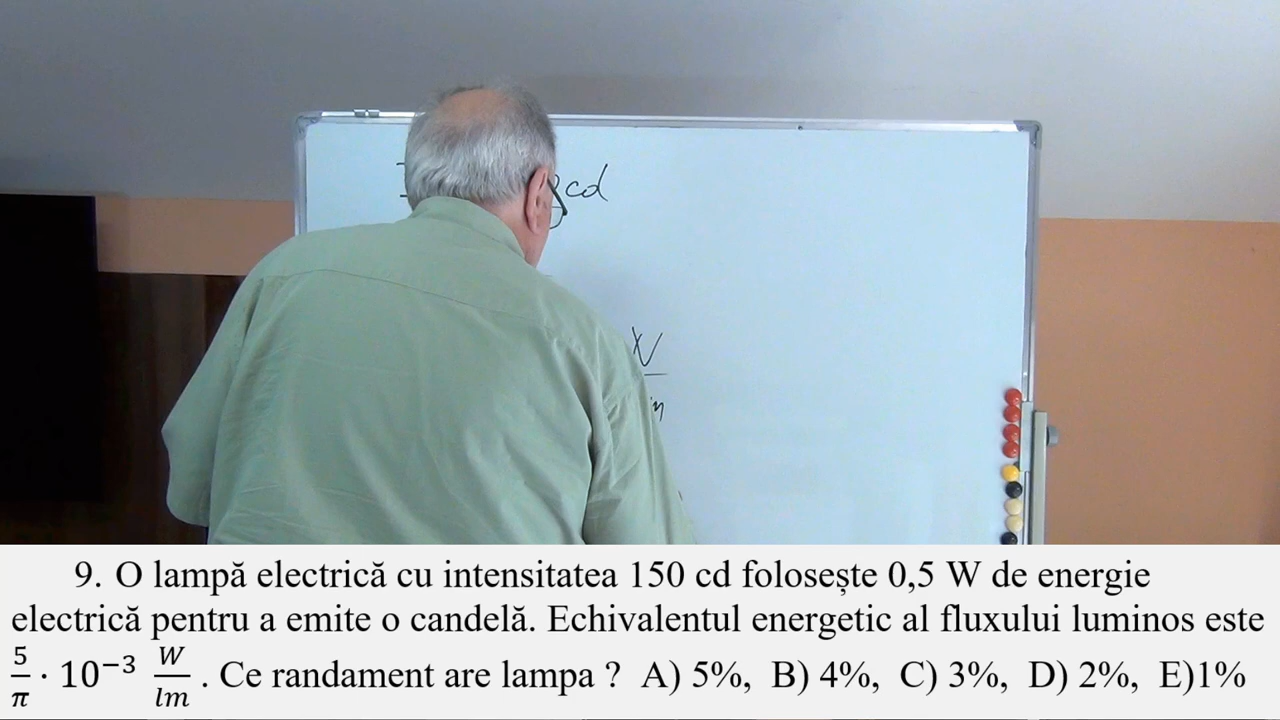 cd
9. O lampă electrică cu intensitatea 150 cd folosește 0,5 W de energie
electrică pentru a emite o candelă. Echivalentul energetic al fluxului luminos este
5/π · 10⁻³ W/lm . Ce randament are lampa ? A) 5%, B) 4%, C) 3%, D) 2%, E)1%